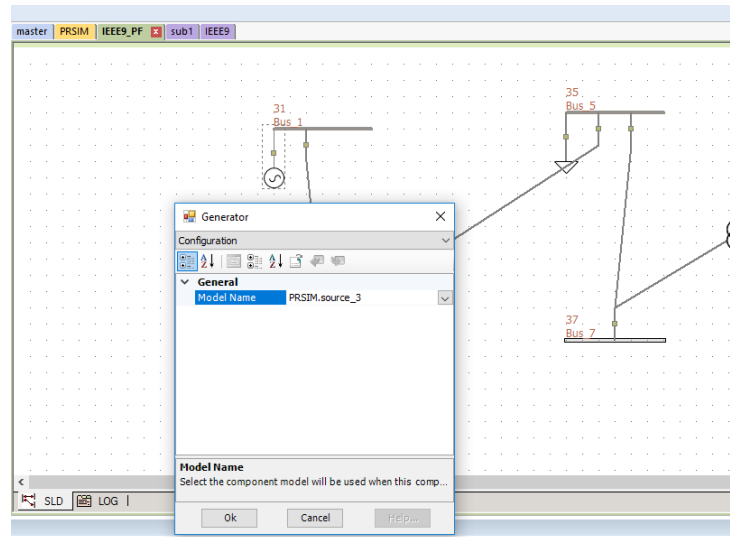 master PRSIM IEEE9_PF sub1 IEEE9
31
Bus_1
35
Bus_5
Generator
Configuration
General
Model Name PRSIM.source_3
37
Bus_7
Model Name
Select the component model will be used when this comp...
SLD LOG
Ok Cancel Help...